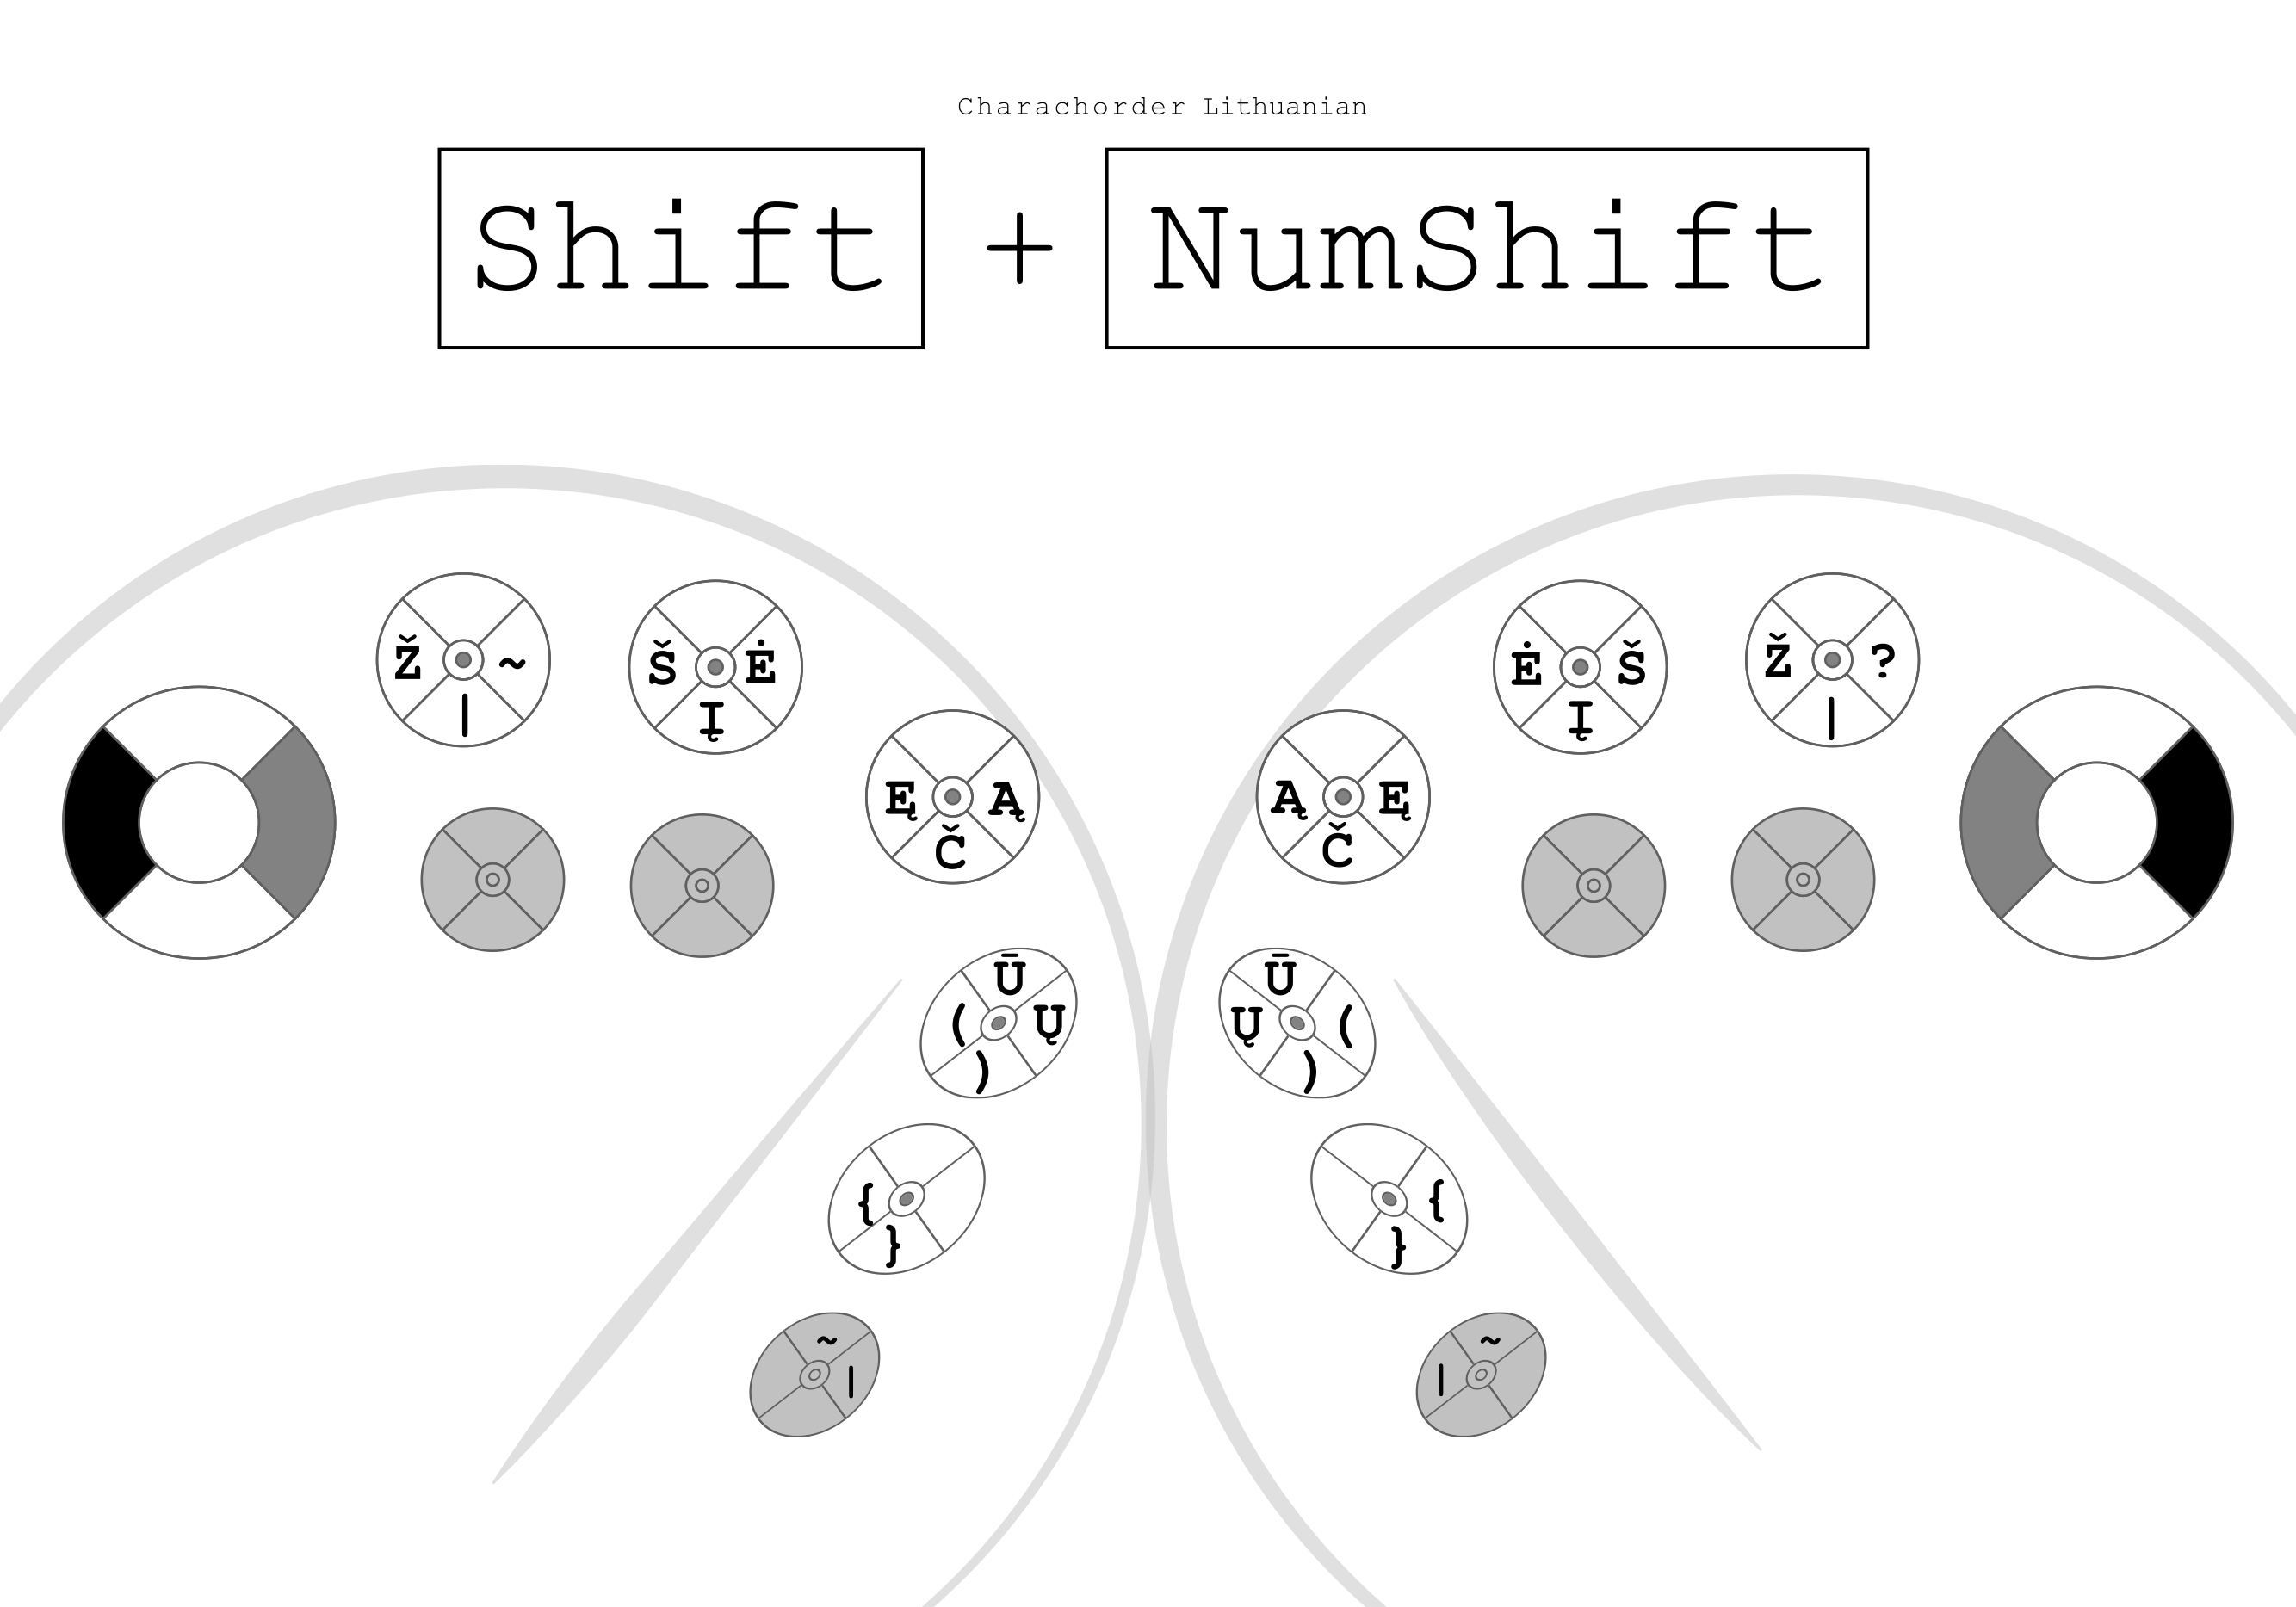 Charachorder Lithuanian
Shift + NumShift
Ž ~ |
Š Ė Į
Ę Ą Č
Ė Š Į
Ž ? |
Ą Ę Č
Ū ( Ų )
Ū Ų ( )
{ }
{ }
~ |
~ |